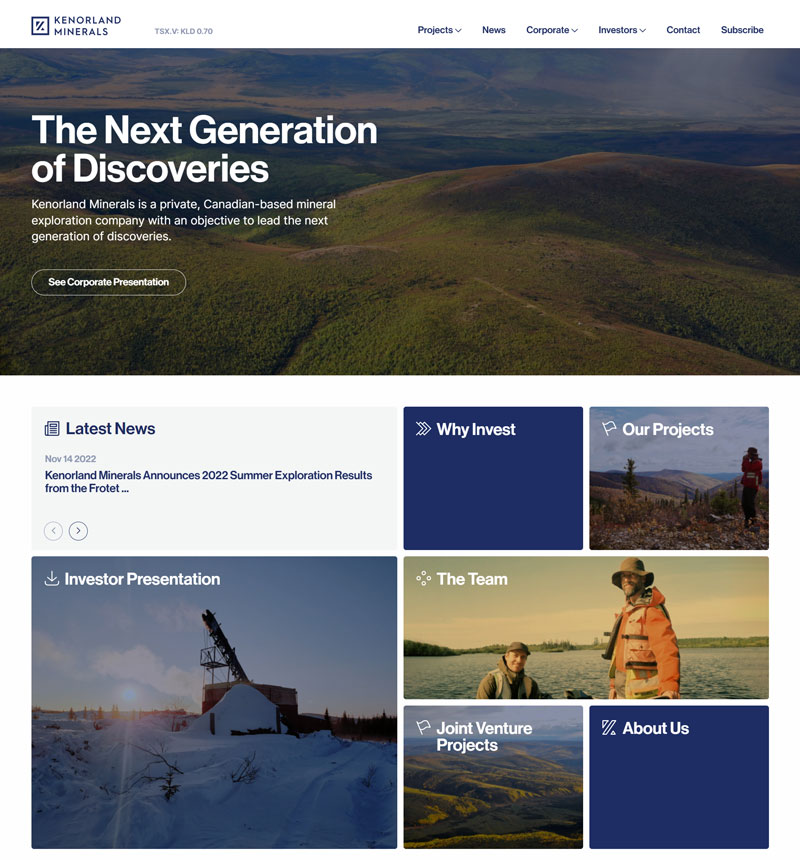 KENORLAND
MINERALS
TSX.V: KLD 0.70
Projects
News
Corporate
Investors
Contact
Subscribe
The Next Generation
of Discoveries
Kenorland Minerals is a private, Canadian-based mineral
exploration company with an objective to lead the next
generation of discoveries.
See Corporate Presentation
Latest News
Nov 14 2022
Kenorland Minerals Announces 2022 Summer Exploration Results
from the Frotet ...
Why Invest
Our Projects
Investor Presentation
The Team
Joint Venture
Projects
About Us